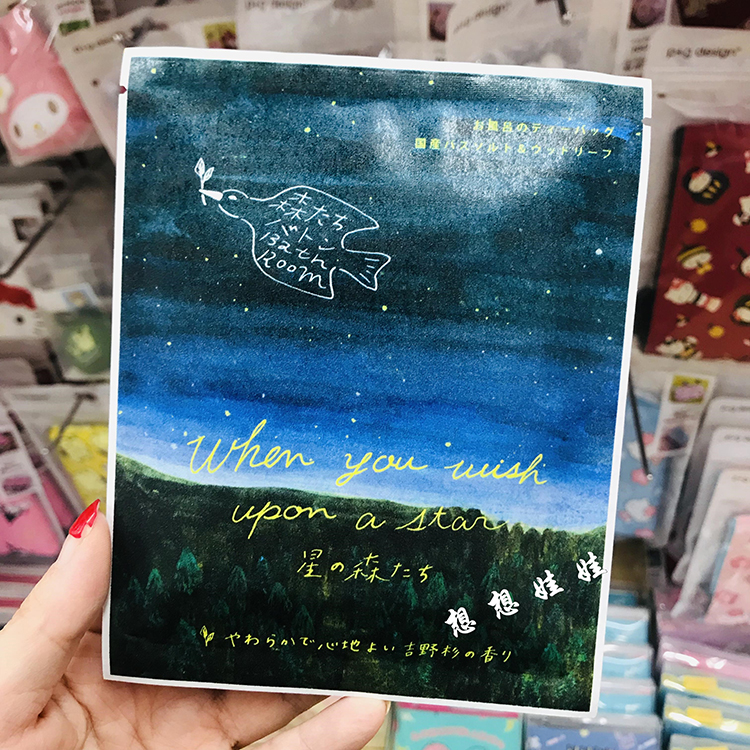 お風呂のティーバッグ
国産バスソルト&ウッドリーフ
森たち
バトン
Bath
Room
When you wish
upon a star
星の森たち
想想娃娃
やわらかで心地よい 吉野杉の香り